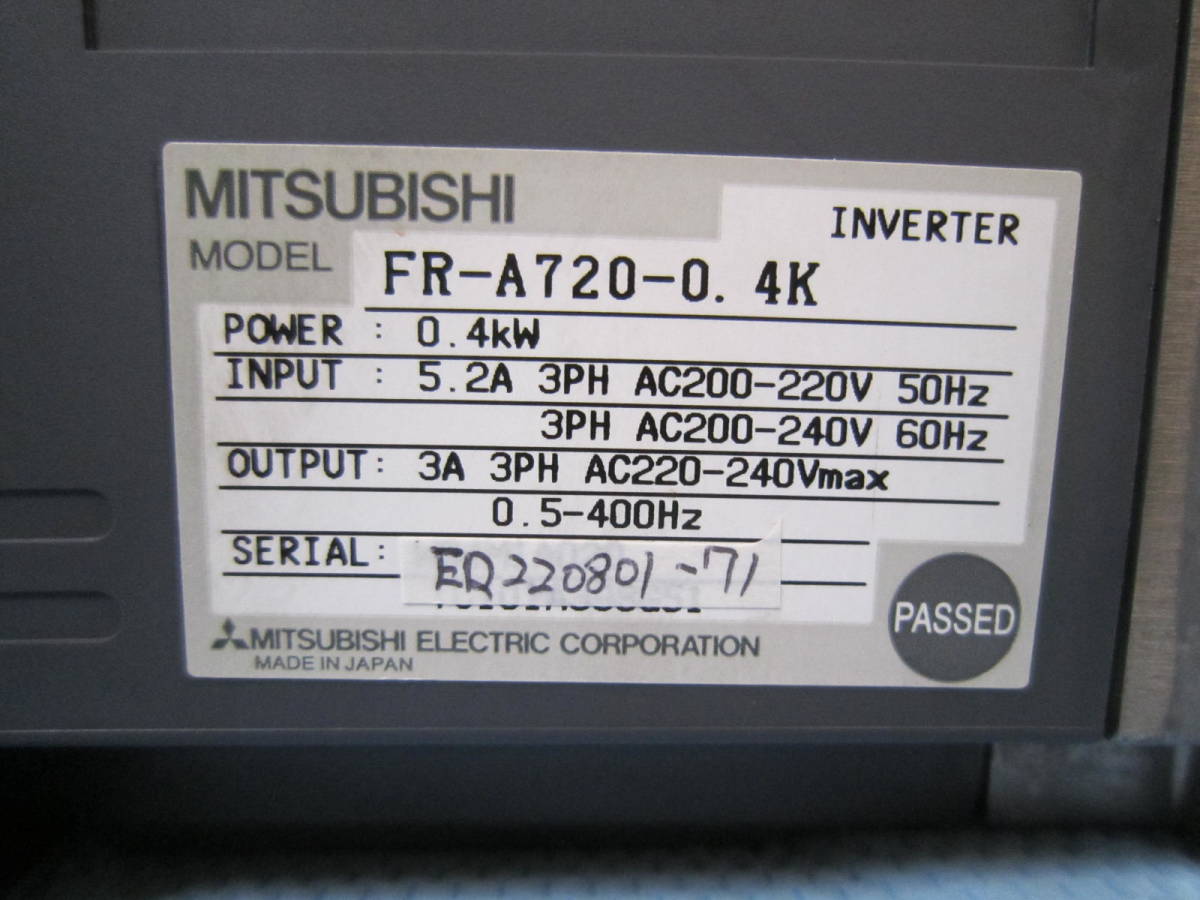 MITSUBISHI
INVERTER
MODEL FR-A720-0.4K
POWER : 0.4kW
INPUT : 5.2A 3PH AC200-220V 50Hz
3PH AC200-240V 60Hz
OUTPUT: 3A 3PH AC220-240Vmax
0.5-400Hz
SERIAL: EQ220801-71
PASSED
MITSUBISHI ELECTRIC CORPORATION
MADE IN JAPAN